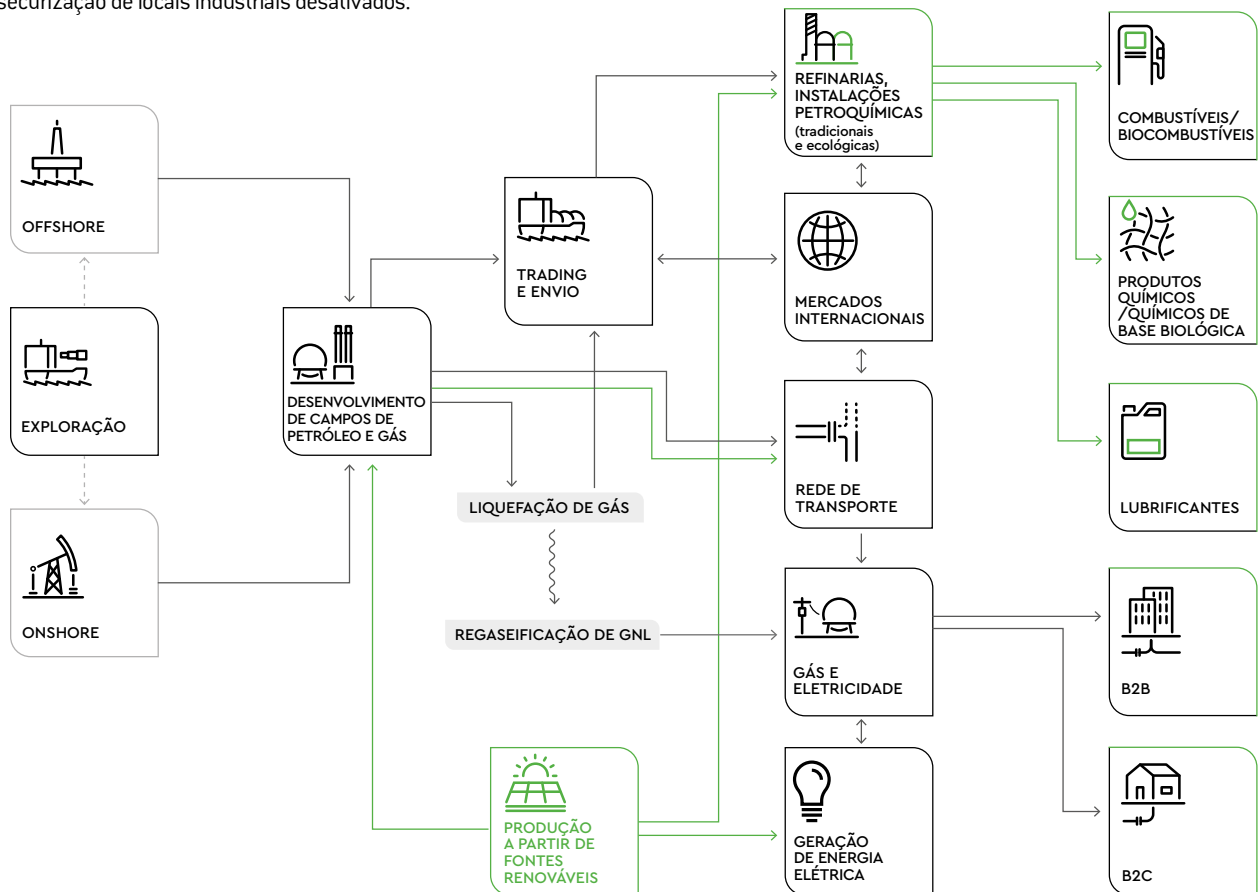 securização de locais industriais desativados.
OFFSHORE
EXPLORAÇÃO
ONSHORE
DESENVOLVIMENTO
DE CAMPOS DE
PETRÓLEO E GÁS
TRADING
E ENVIO
LIQUEFAÇÃO DE GÁS
REGASEIFICAÇÃO DE GNL
PRODUÇÃO
A PARTIR DE
FONTES
RENOVÁVEIS
REFINARIAS,
INSTALAÇÕES
PETROQUÍMICAS
(tradicionais
e ecológicas)
MERCADOS
INTERNACIONAIS
REDE DE
TRANSPORTE
GÁS E
ELETRICIDADE
GERAÇÃO
DE ENERGIA
ELÉTRICA
COMBUSTÍVEIS/
BIOCOMBUSTÍVEIS
PRODUTOS
QUÍMICOS
/QUÍMICOS DE
BASE BIOLÓGICA
LUBRIFICANTES
B2B
B2C